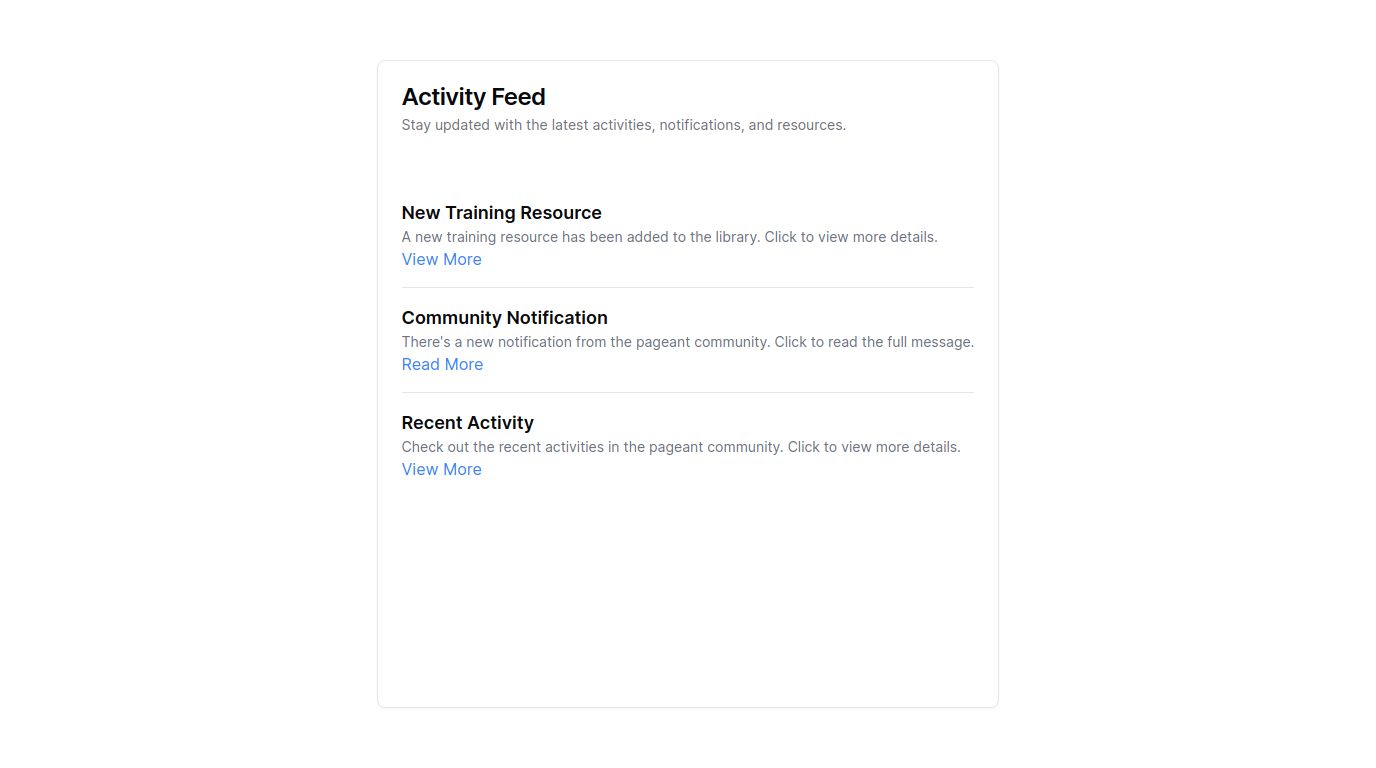 Activity Feed
Stay updated with the latest activities, notifications, and resources.
New Training Resource
A new training resource has been added to the library. Click to view more details.
View More
Community Notification
There's a new notification from the pageant community. Click to read the full message.
Read More
Recent Activity
Check out the recent activities in the pageant community. Click to view more details.
View More